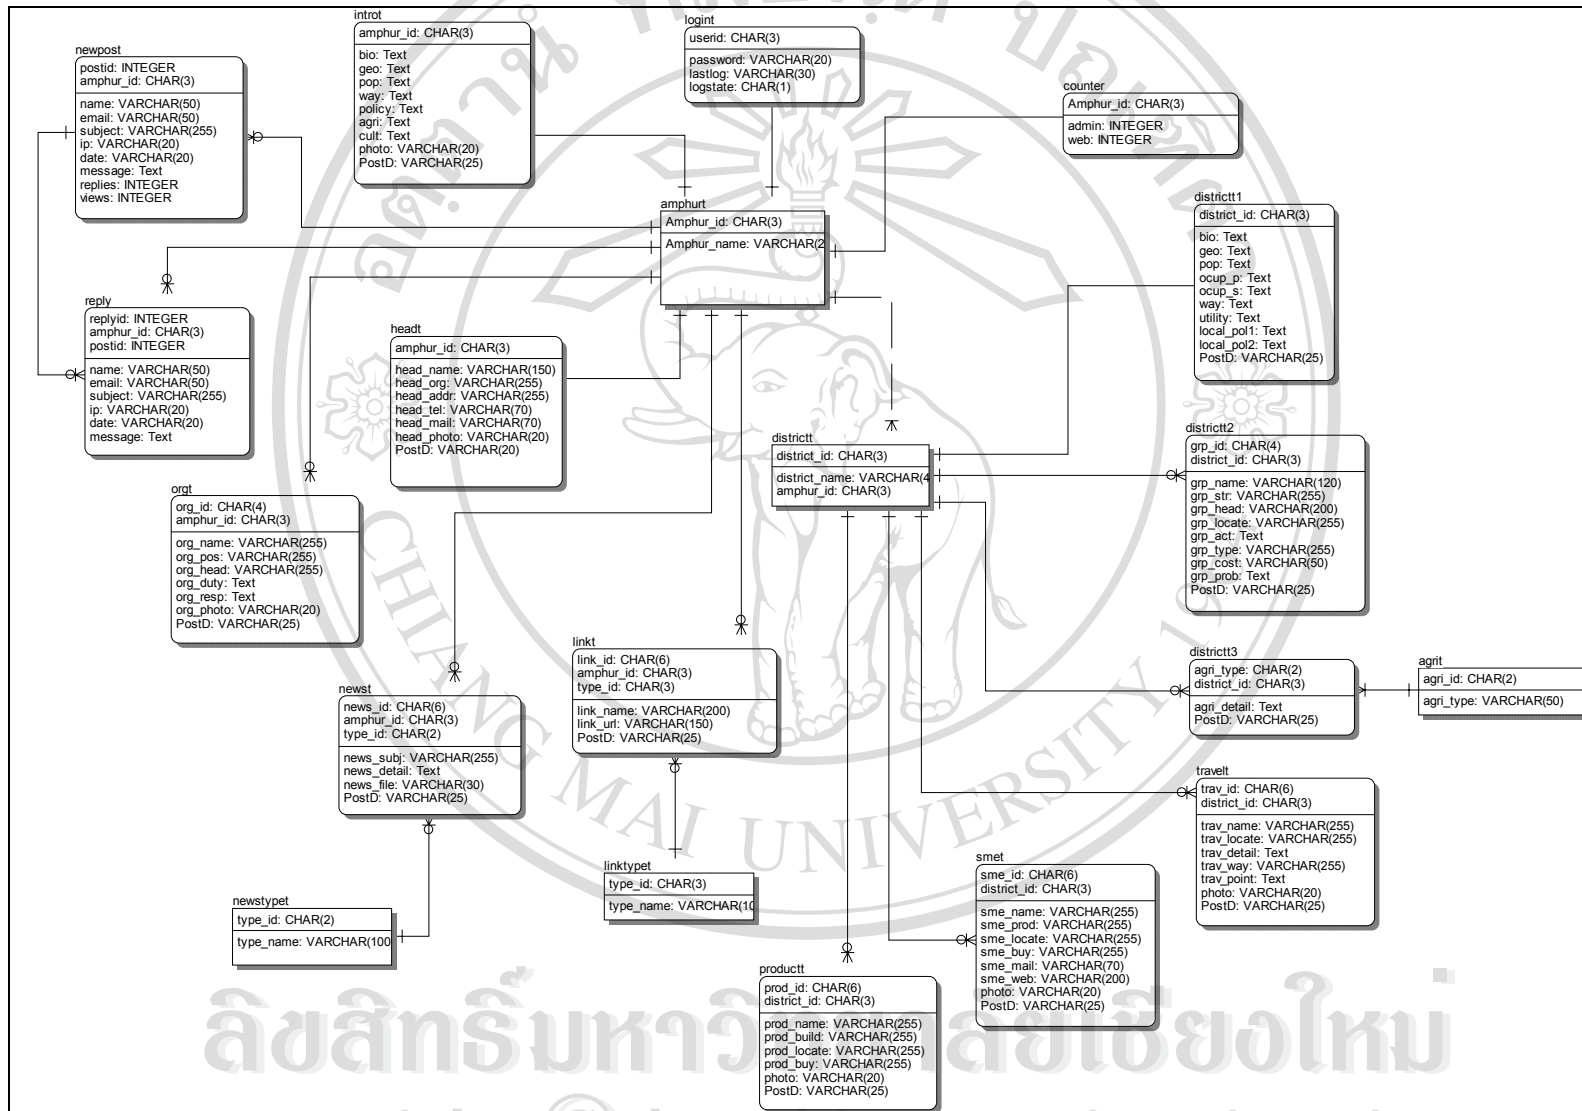 newpost
postid: INTEGER
amphur_id: CHAR(3)
name: VARCHAR(50)
email: VARCHAR(50)
subject: VARCHAR(255)
ip: VARCHAR(20)
date: VARCHAR(20)
message: Text
replies: INTEGER
views: INTEGER
introt
amphur_id: CHAR(3)
bio: Text
geo: Text
pop: Text
way: Text
policy: Text
agri: Text
cult: Text
photo: VARCHAR(20)
PostD: VARCHAR(25)
logint
userid: CHAR(3)
password: VARCHAR(20)
lastlog: VARCHAR(30)
logstate: CHAR(1)
counter
Amphur_id: CHAR(3)
admin: INTEGER
web: INTEGER
amphurt
Amphur_id: CHAR(3)
Amphur_name: VARCHAR(2
districtt1
district_id: CHAR(3)
bio: Text
geo: Text
pop: Text
ocup_p: Text
ocup_s: Text
way: Text
utility: Text
local_pol1: Text
local_pol2: Text
PostD: VARCHAR(25)
reply
replyid: INTEGER
amphur_id: CHAR(3)
postid: INTEGER
name: VARCHAR(50)
email: VARCHAR(50)
subject: VARCHAR(255)
ip: VARCHAR(20)
date: VARCHAR(20)
message: Text
headt
amphur_id: CHAR(3)
head_name: VARCHAR(150)
head_org: VARCHAR(255)
head_addr: VARCHAR(255)
head_tel: VARCHAR(70)
head_mail: VARCHAR(70)
head_photo: VARCHAR(20)
PostD: VARCHAR(20)
districtt
district_id: CHAR(3)
district_name: VARCHAR(4
amphur_id: CHAR(3)
districtt2
grp_id: CHAR(4)
district_id: CHAR(3)
grp_name: VARCHAR(120)
grp_str: VARCHAR(255)
grp_head: VARCHAR(200)
grp_locate: VARCHAR(255)
grp_act: Text
grp_type: VARCHAR(255)
grp_cost: VARCHAR(50)
grp_prob: Text
PostD: VARCHAR(25)
orgt
org_id: CHAR(4)
amphur_id: CHAR(3)
org_name: VARCHAR(255)
org_pos: VARCHAR(255)
org_head: VARCHAR(255)
org_duty: Text
org_resp: Text
org_photo: VARCHAR(20)
PostD: VARCHAR(25)
linkt
link_id: CHAR(6)
amphur_id: CHAR(3)
type_id: CHAR(3)
link_name: VARCHAR(200)
link_url: VARCHAR(150)
PostD: VARCHAR(25)
districtt3
agri_type: CHAR(2)
district_id: CHAR(3)
agri_detail: Text
PostD: VARCHAR(25)
agrit
agri_id: CHAR(2)
agri_type: VARCHAR(50)
newst
news_id: CHAR(6)
amphur_id: CHAR(3)
type_id: CHAR(2)
news_subj: VARCHAR(255)
news_detail: Text
news_file: VARCHAR(30)
PostD: VARCHAR(25)
travelt
trav_id: CHAR(6)
district_id: CHAR(3)
trav_name: VARCHAR(255)
trav_locate: VARCHAR(255)
trav_detail: Text
trav_way: VARCHAR(255)
trav_point: Text
photo: VARCHAR(20)
PostD: VARCHAR(25)
linktypet
type_id: CHAR(3)
type_name: VARCHAR(10
smet
sme_id: CHAR(6)
district_id: CHAR(3)
sme_name: VARCHAR(255)
sme_prod: VARCHAR(255)
sme_locate: VARCHAR(255)
sme_buy: VARCHAR(255)
sme_mail: VARCHAR(70)
sme_web: VARCHAR(200)
photo: VARCHAR(20)
PostD: VARCHAR(25)
newstypet
type_id: CHAR(2)
type_name: VARCHAR(100
productt
prod_id: CHAR(6)
district_id: CHAR(3)
prod_name: VARCHAR(255)
prod_build: VARCHAR(255)
prod_locate: VARCHAR(255)
prod_buy: VARCHAR(255)
photo: VARCHAR(20)
PostD: VARCHAR(25)
CHIANG MAI UNIVERSITY